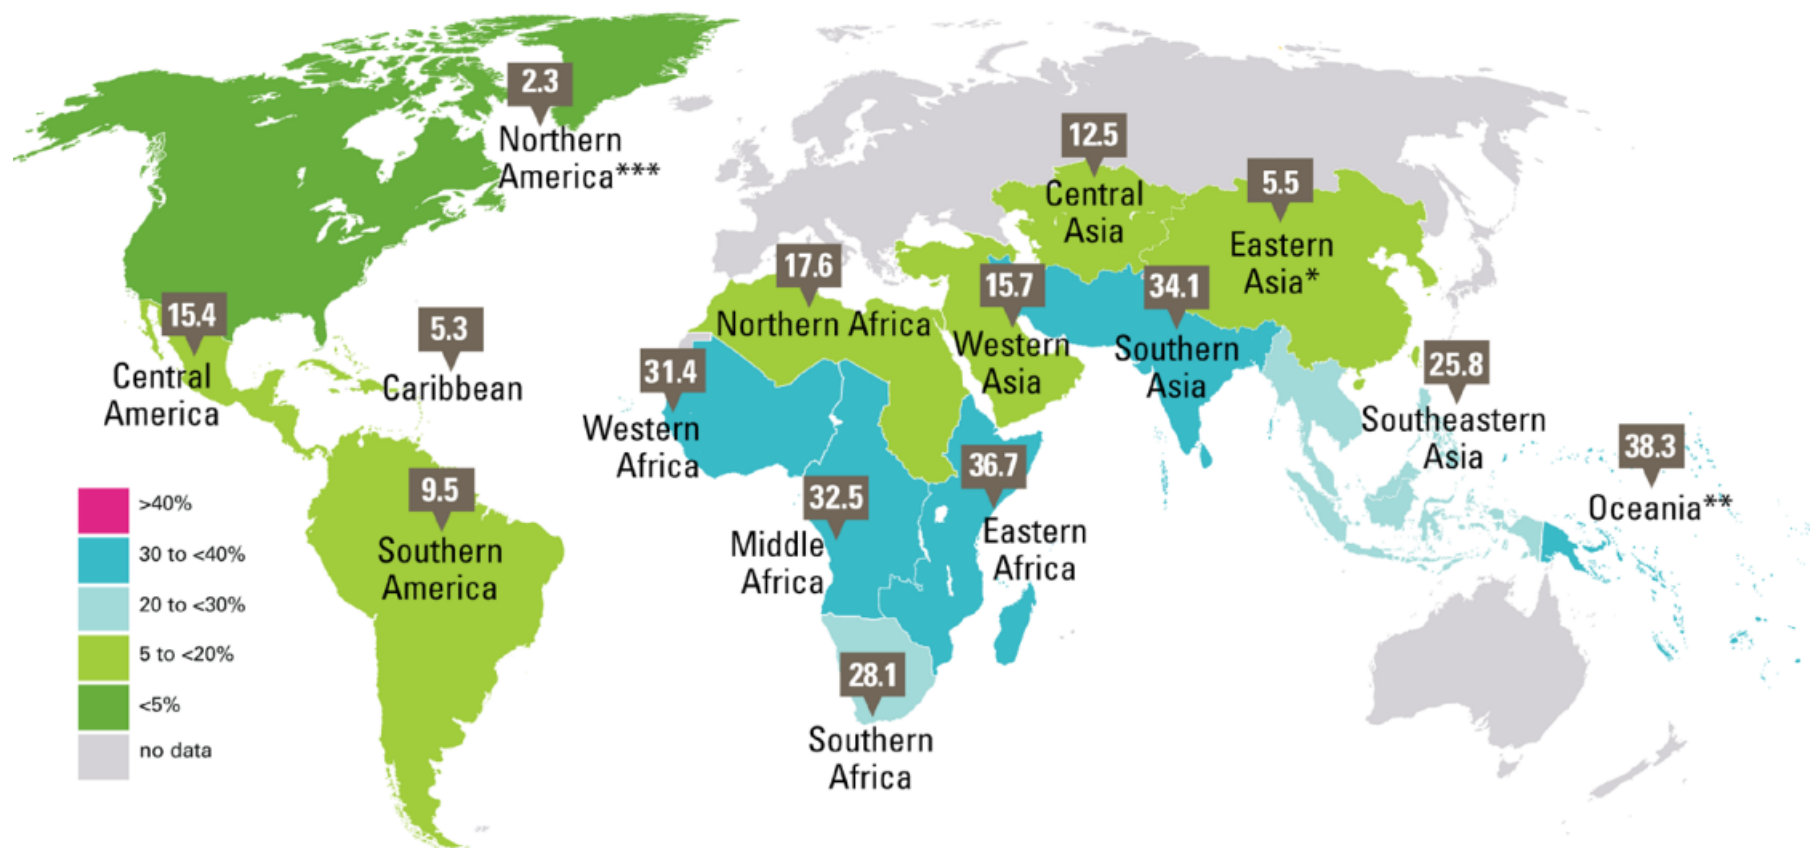 2.3
Northern
America***
12.5
Central
Asia
5.5
Eastern
Asia*
17.6
Northern Africa
15.7
Western
Asia
34.1
Southern
Asia
15.4
Central
America
5.3
Caribbean
31.4
Western
Africa
25.8
Southeastern
Asia
38.3
Oceania**
36.7
Eastern
Africa
32.5
Middle
Africa
9.5
Southern
America
28.1
Southern
Africa
>40%
30 to <40%
20 to <30%
5 to <20%
<5%
no data